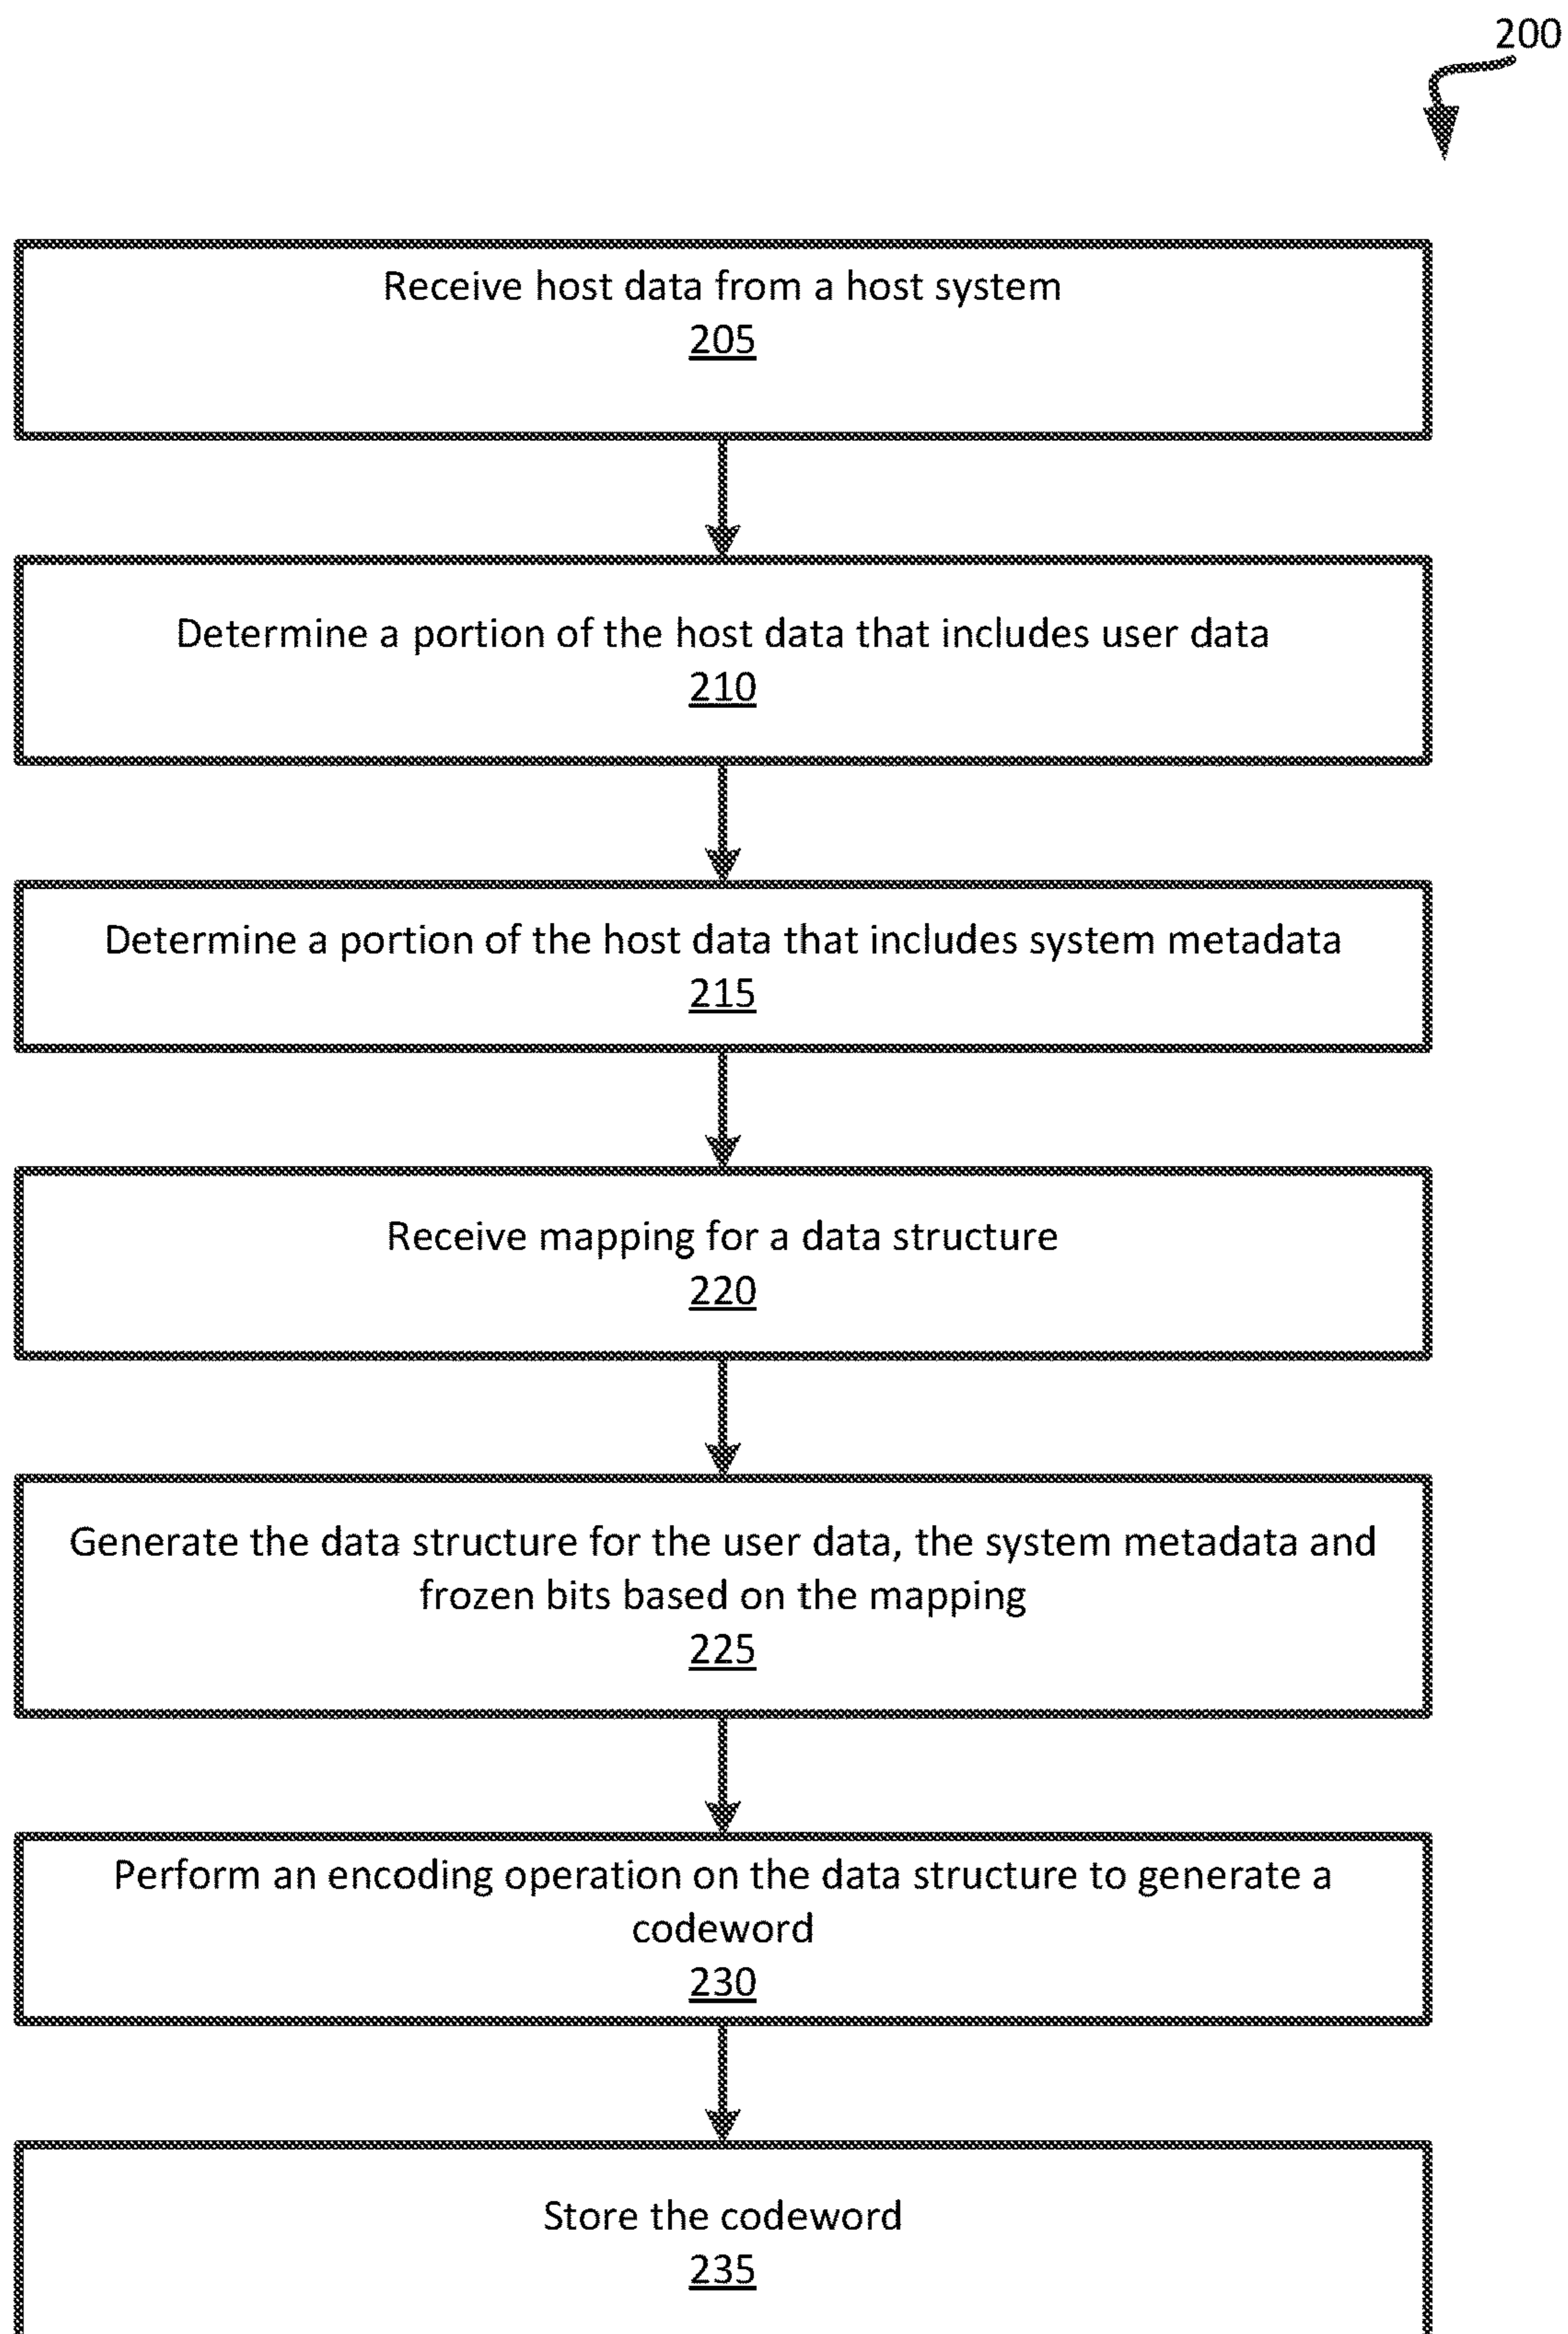 200
Receive host data from a host system
205
Determine a portion of the host data that includes user data
210
Determine a portion of the host data that includes system metadata
215
Receive mapping for a data structure
220
Generate the data structure for the user data, the system metadata and
frozen bits based on the mapping
225
Perform an encoding operation on the data structure to generate a
codeword
230
Store the codeword
235